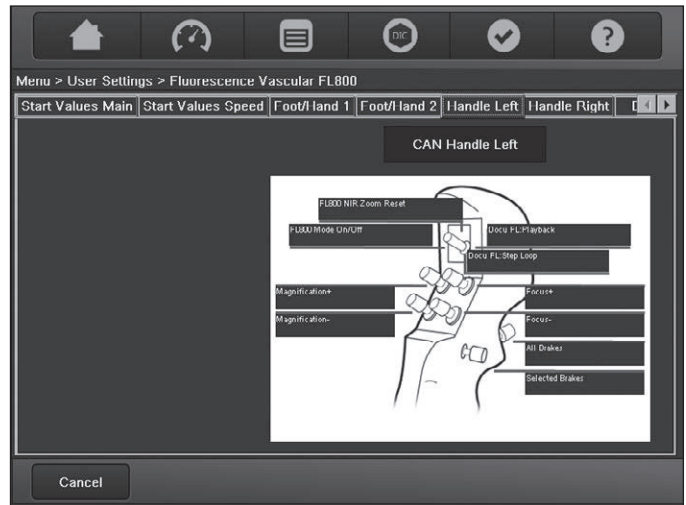 DIC
?
Menu > User Settings > Fluorescence Vascular FL800
Start Values Main Start Values Speed Foot/Hand 1 Foot/Hand 2 Handle Left Handle Right
CAN Handle Left
FL800 NIR Zoom Reset
FL800 Mode On/Off
Docu FL:Playback
Docu FL:Step Loop
Magnification+
Focus+
Magnification-
Focus-
All Brakes
Selected Brakes
Cancel